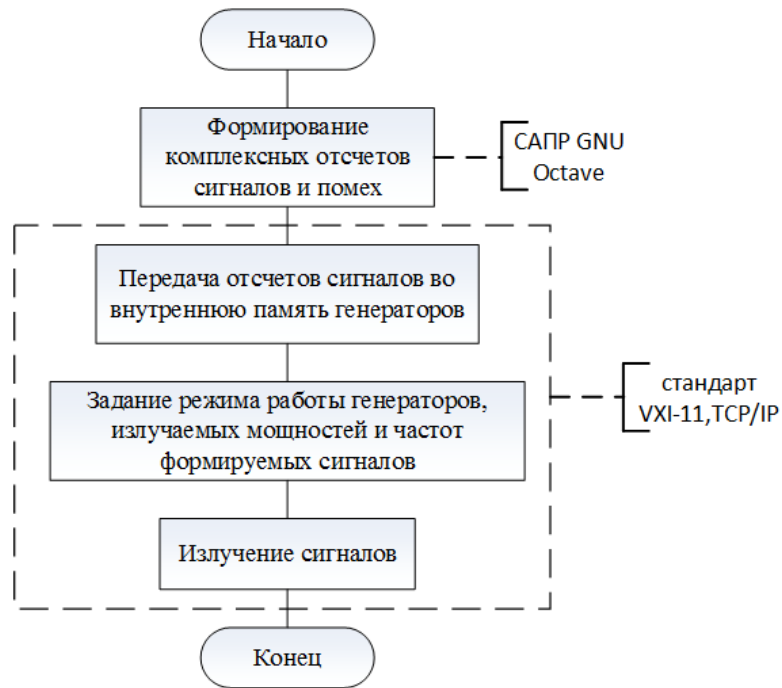 Начало
Формирование
комплексных отсчетов
сигналов и помех
САПР GNU
Octave
Передача отсчетов сигналов во
внутреннюю память генераторов
Задание режима работы генераторов,
излучаемых мощностей и частот
формируемых сигналов
стандарт
VXI-11,TCP/IP
Излучение сигналов
Конец